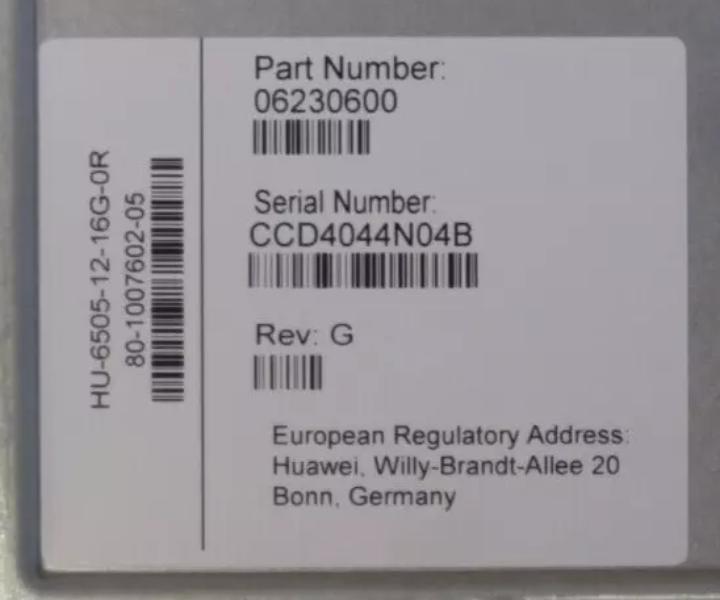 HU-6505-12-16G-0R
80-1007602-05
Part Number:
06230600
Serial Number:
CCD4044N04B
Rev: G
European Regulatory Address:
Huawei, Willy-Brandt-Allee 20
Bonn, Germany